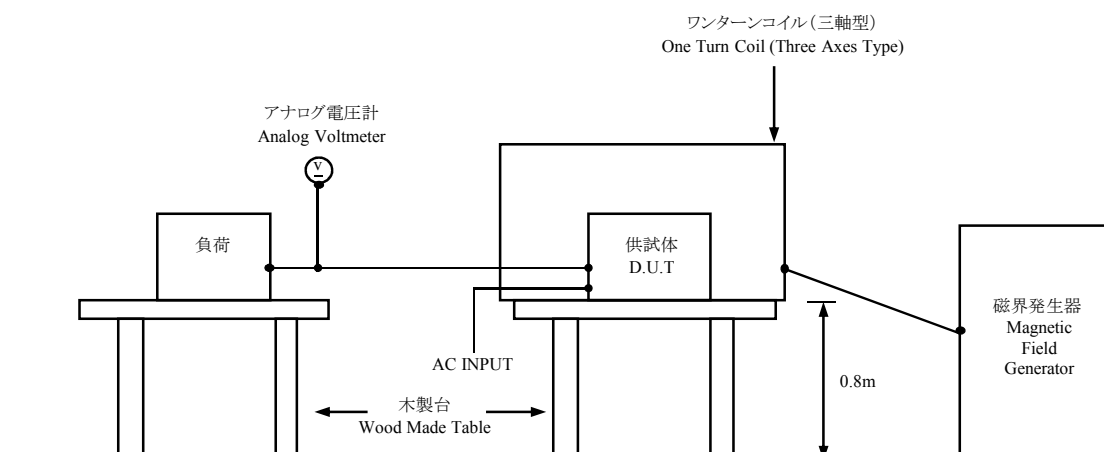 ワンターンコイル（三軸型）
One Turn Coil (Three Axes Type)
アナログ電圧計
Analog Voltmeter
V
負荷
供試体
D.U.T
磁界発生器
Magnetic
Field
Generator
AC INPUT
0.8m
木製台
Wood Made Table